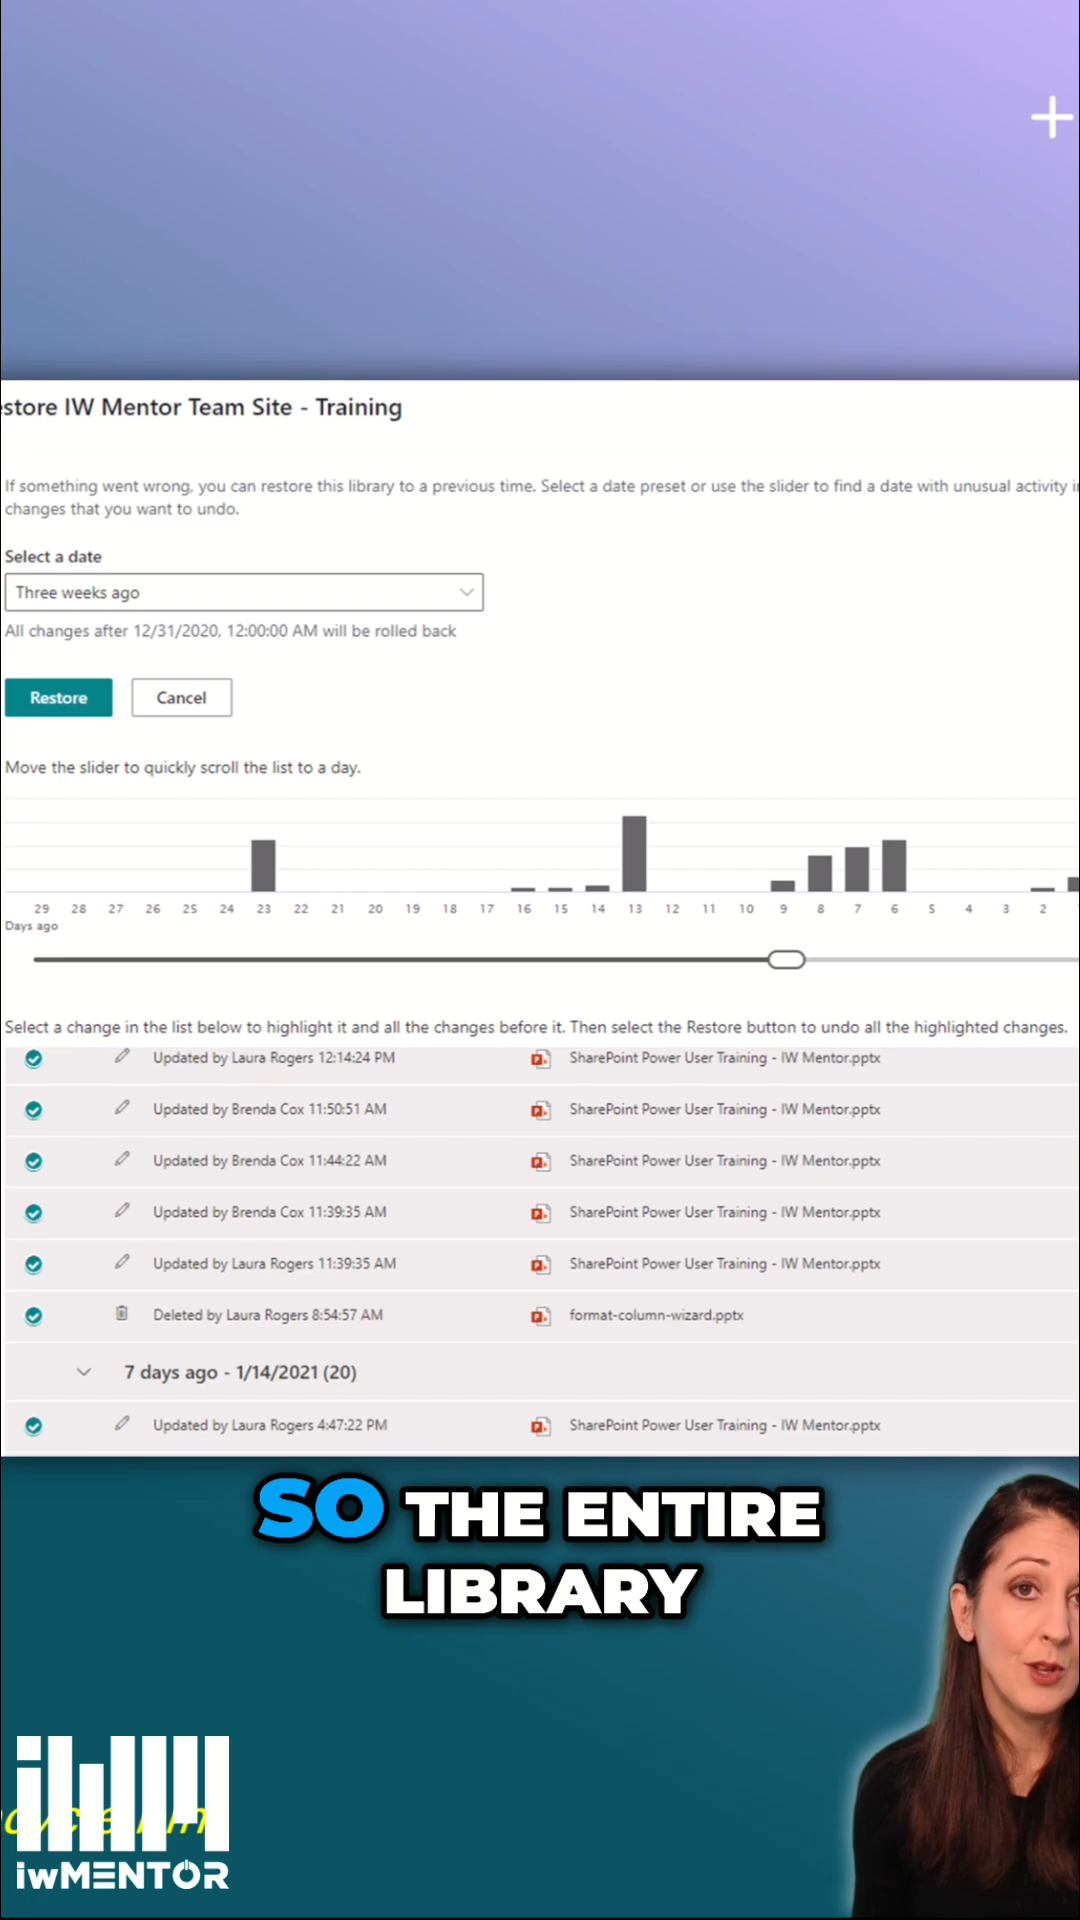 estore IW Mentor Team Site - Training
If something went wrong, you can restore this library to a previous time. Select a date preset or use the slider to find a date with unusual activity
changes that you want to undo.
Select a date
Three weeks ago
All changes after 12/31/2020, 12:00:00 AM will be rolled back
Restore Cancel
Move the slider to quickly scroll the list to a day.
29 28 27 26 25 24 23 22 21 20 19 18 17 16 15 14 13 12 11 10 9 8 7 6 5 4 3 2
Days ago
Select a change in the list below to highlight it and all the changes before it. Then select the Restore button to undo all the highlighted changes.
Updated by Laura Rogers 12:14:24 PM SharePoint Power User Training - IW Mentor.pptx
Updated by Brenda Cox 11:50:51 AM SharePoint Power User Training - IW Mentor.pptx
Updated by Brenda Cox 11:44:22 AM SharePoint Power User Training - IW Mentor.pptx
Updated by Brenda Cox 11:39:35 AM SharePoint Power User Training - IW Mentor.pptx
Updated by Laura Rogers 11:39:35 AM SharePoint Power User Training - IW Mentor.pptx
Deleted by Laura Rogers 8:54:57 AM format-column-wizard.pptx
7 days ago - 1/14/2021 (20)
Updated by Laura Rogers 4:47:22 PM SharePoint Power User Training - IW Mentor.pptx
SO THE ENTIRE
LIBRARY
iwMENTOR